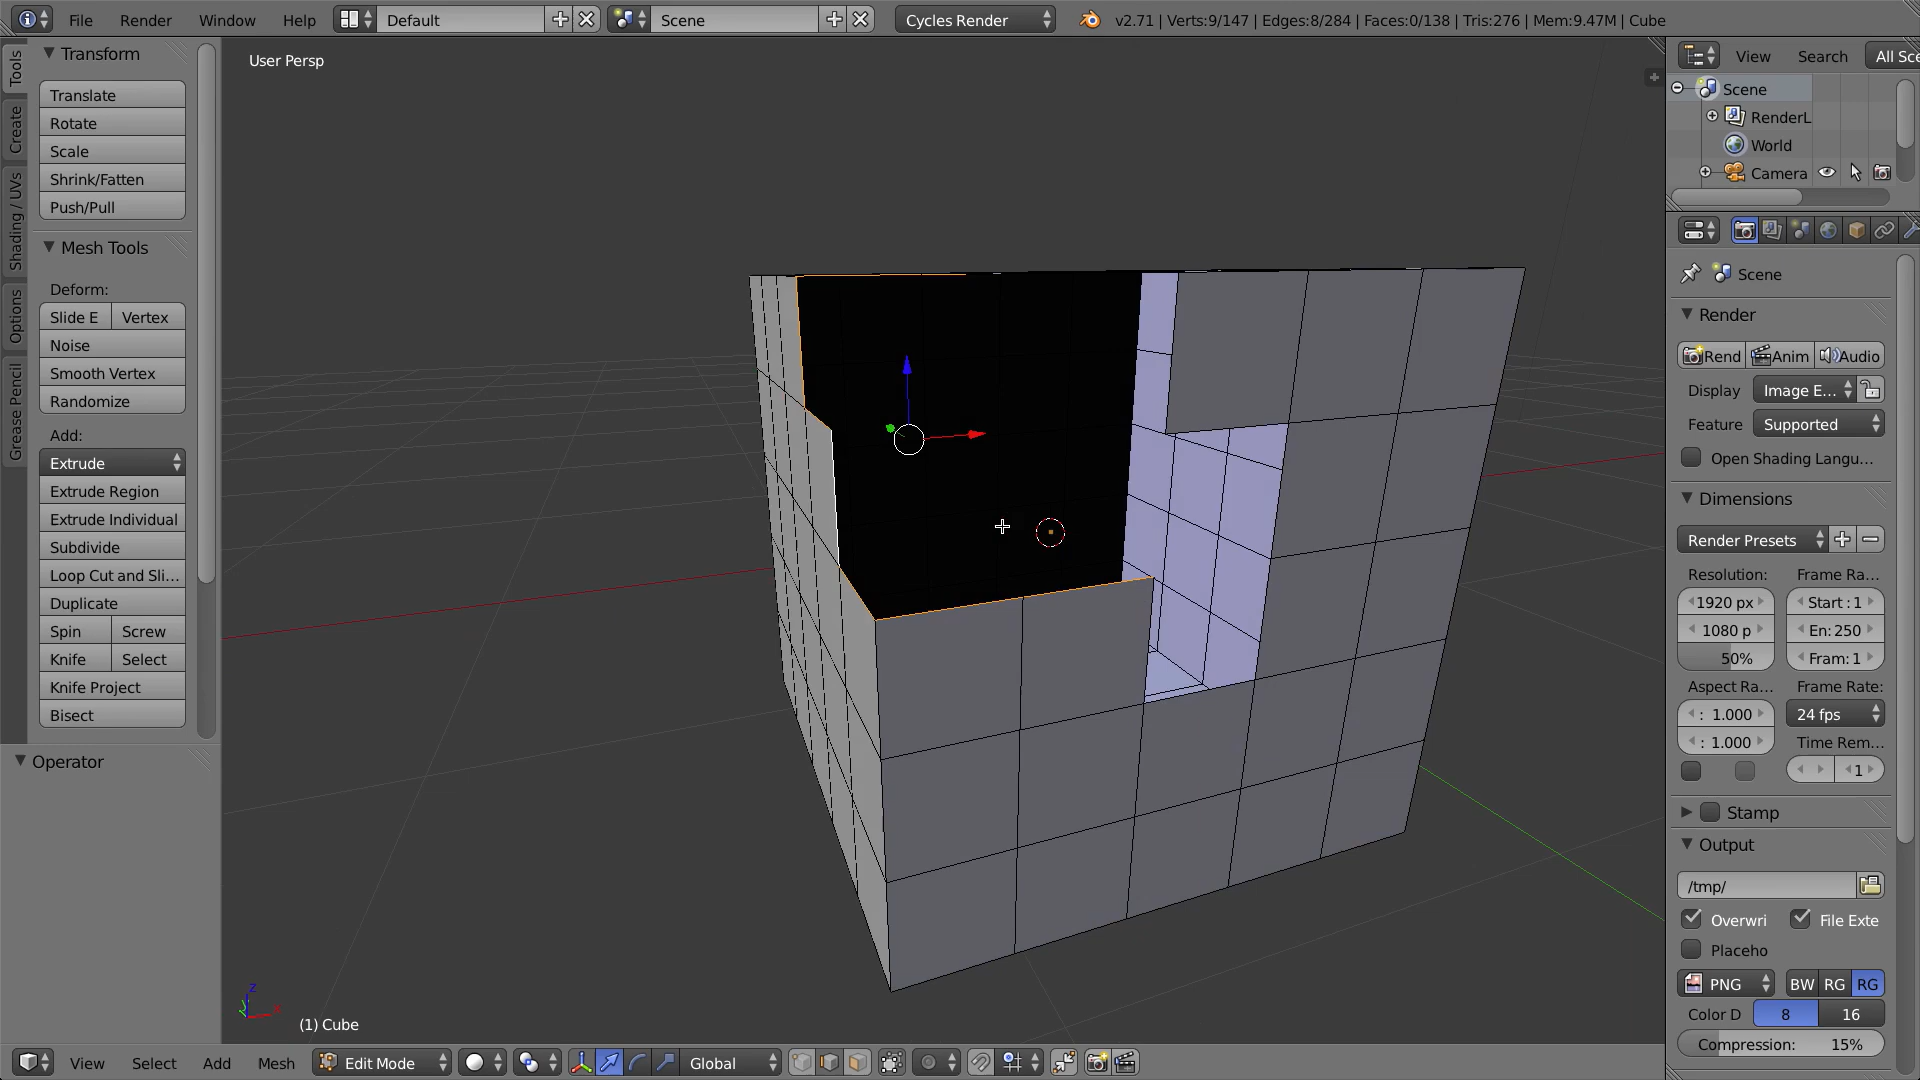 File Render Window Help Default Scene Cycles Render v2.71 | Verts:9/147 | Edges:8/284 | Faces:0/138 | Tris:276 | Mem:9.47M | Cube
Tools
Create
Shading / UVs
Options
Grease Pencil
Transform
Translate
Rotate
Scale
Shrink/Fatten
Push/Pull
Mesh Tools
Deform:
Slide E Vertex
Noise
Smooth Vertex
Randomize
Add:
Extrude
Extrude Region
Extrude Individual
Subdivide
Loop Cut and Sli...
Duplicate
Spin Screw
Knife Select
Knife Project
Bisect
Operator
User Persp
z
(1) Cube
View Select Add Mesh Edit Mode Global
View Search All Sce
Scene
RenderL
World
Camera
Scene
Render
Rend Anim Audio
Display Image E...
Feature Supported
Open Shading Langu...
Dimensions
Render Presets
Resolution: Frame Ra...
1920 px Start : 1
1080 p En: 250
50% Fram: 1
Aspect Ra... Frame Rate:
: 1.000 24 fps
: 1.000 Time Rem...
1
Stamp
Output
/tmp/
Overwri File Exte
Placeho
PNG BW RG RG
Color D 8 16
Compression: 15%